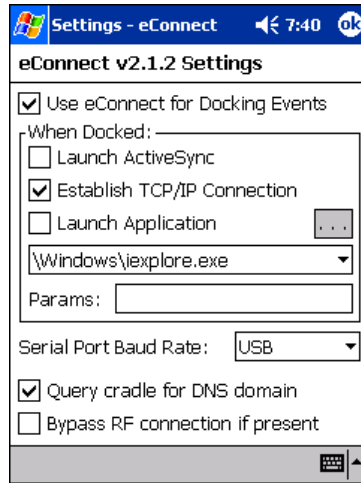 Settings - eConnect 7:40 ok
eConnect v2.1.2 Settings
Use eConnect for Docking Events
When Docked:
Launch ActiveSync
Establish TCP/IP Connection
Launch Application ...
\Windows\iexplore.exe
Params:
Serial Port Baud Rate: USB
Query cradle for DNS domain
Bypass RF connection if present